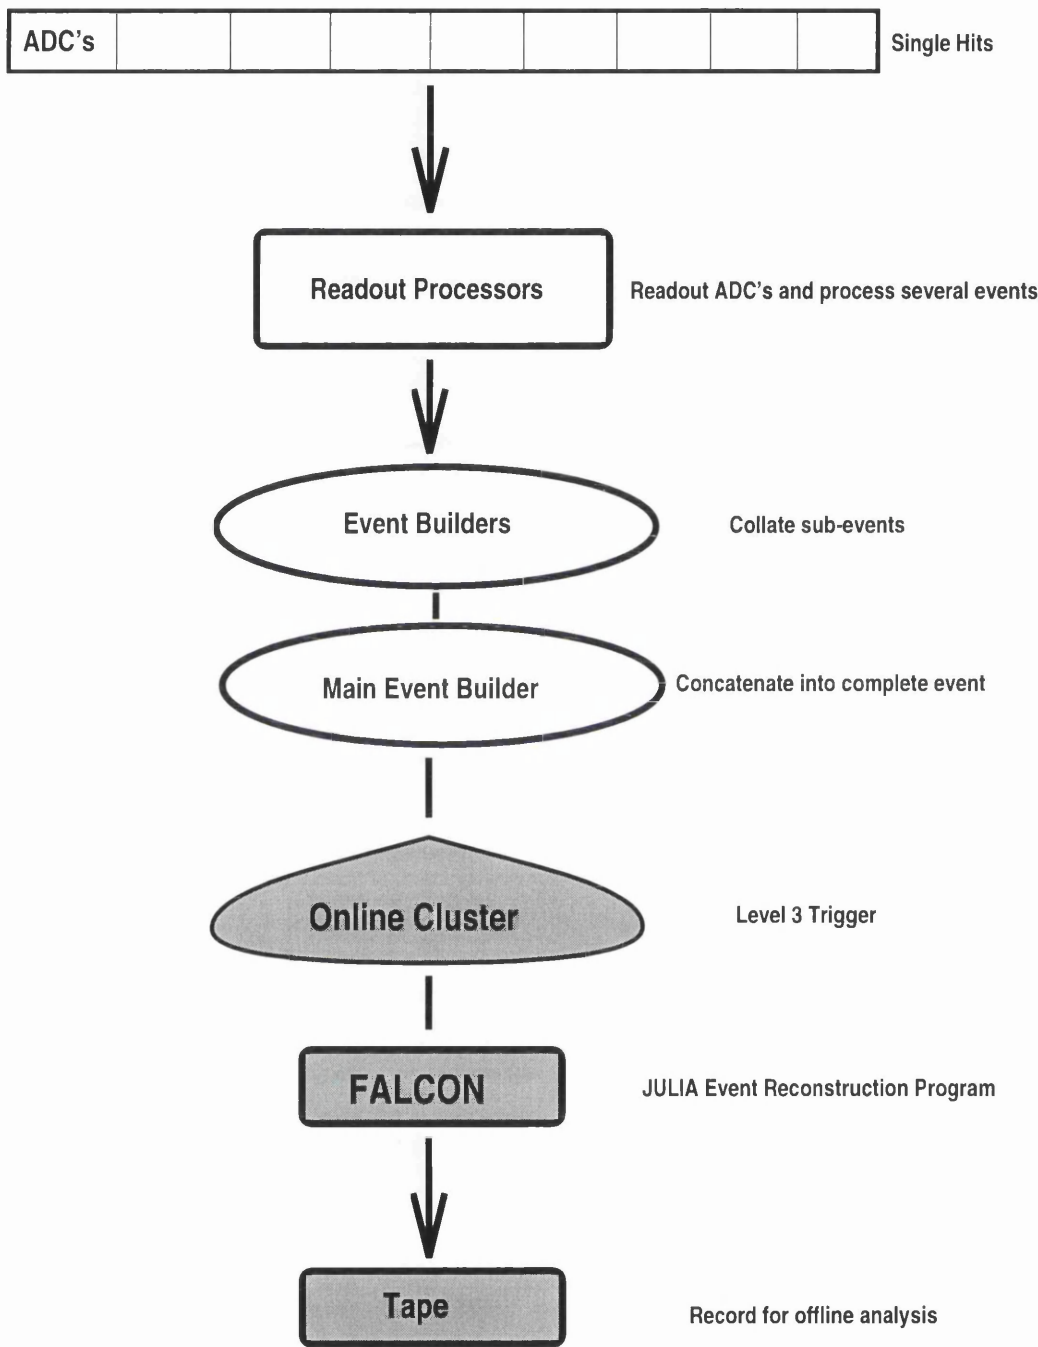 ADC's
Single Hits
Readout Processors
Readout ADC's and process several events
Event Builders
Collate sub-events
Main Event Builder
Concatenate into complete event
Online Cluster
Level 3 Trigger
FALCON
JULIA Event Reconstruction Program
Tape
Record for offline analysis